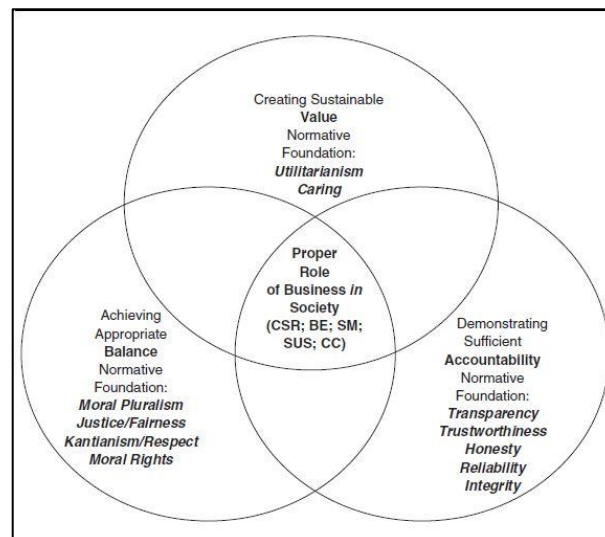 Creating Sustainable
Value
Normative
Foundation:
Utilitarianism
Caring
Proper
Role
of Business in
Society
(CSR; BE; SM;
SUS; CC)
Achieving
Appropriate
Balance
Normative
Foundation:
Moral Pluralism
Justice/Fairness
Kantianism/Respect
Moral Rights
Demonstrating
Sufficient
Accountability
Normative
Foundation:
Transparency
Trustworthiness
Honesty
Reliability
Integrity